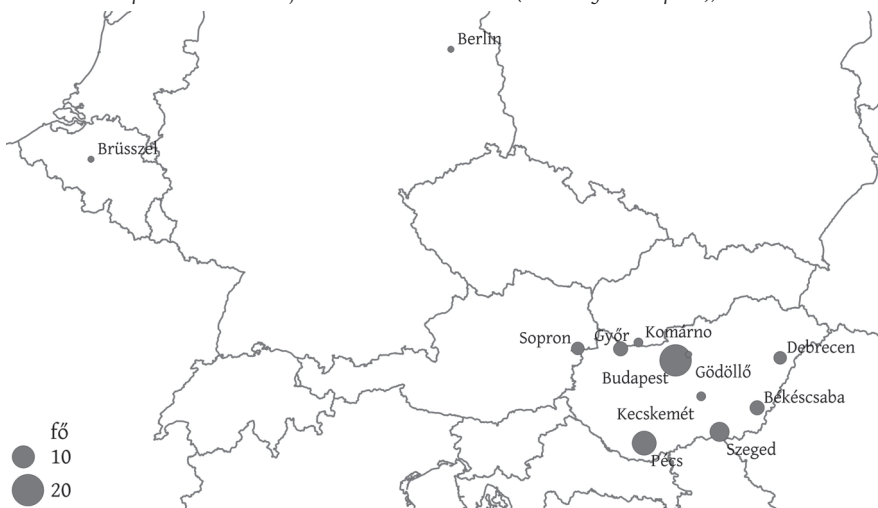 Berlin
Brüsszel
Sopron
Győr
Komárno
Debrecen
Budapest
Gödöllő
Békéscsaba
Kecskemét
Szeged
Pécs
fő
10
20